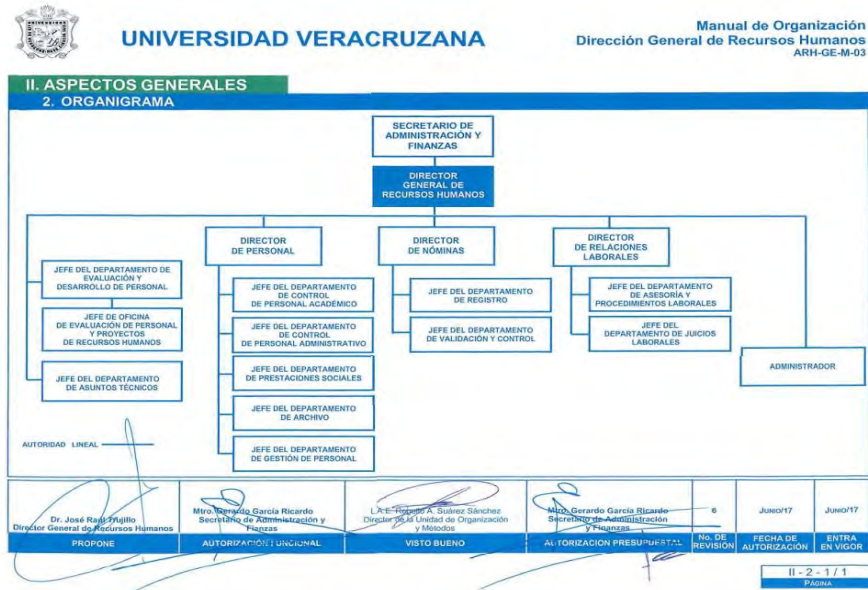 UNIVERSIDAD VERACRUZANA
Manual de Organización
Dirección General de Recursos Humanos
ARH-GE-M-03
II. ASPECTOS GENERALES
2. ORGANIGRAMA
SECRETARIO DE
ADMINISTRACIÓN Y
FINANZAS
DIRECTOR
GENERAL DE
RECURSOS HUMANOS
JEFE DEL DEPARTAMENTO DE
EVALUACIÓN Y
DESARROLLO DE PERSONAL
JEFE DE OFICINA
DE EVALUACIÓN DE PERSONAL
Y PROYECTOS
DE RECURSOS HUMANOS
JEFE DEL DEPARTAMENTO
DE ASUNTOS TÉCNICOS
DIRECTOR
DE PERSONAL
JEFE DEL DEPARTAMENTO
DE CONTROL
DE PERSONAL ACADÉMICO
JEFE DEL DEPARTAMENTO
DE CONTROL
DE PERSONAL ADMINISTRATIVO
JEFE DEL DEPARTAMENTO
DE PRESTACIONES SOCIALES
JEFE DEL DEPARTAMENTO
DE ARCHIVO
JEFE DEL DEPARTAMENTO
DE GESTIÓN DE PERSONAL
DIRECTOR
DE NÓMINAS
JEFE DEL DEPARTAMENTO
DE REGISTRO
JEFE DEL DEPARTAMENTO
DE VALIDACIÓN Y CONTROL
DIRECTOR
DE RELACIONES
LABORALES
JEFE DEL DEPARTAMENTO
DE ASESORÍA Y
PROCEDIMIENTOS LABORALES
JEFE DEL
DEPARTAMENTO DE JUICIOS
LABORALES
ADMINISTRADOR
AUTORIDAD LINEAL
Dr. José Raúl Trujillo
Director General de Recursos Humanos
PROPONE
Mtro. Gerardo García Ricardo
Secretario de Administración y
Fianzas
AUTORIZACIÓN FUNCIONAL
L.A.E. A. Suárez Sánchez
Director de la Unidad de Organización
y Métodos
VISTO BUENO
Mtro. Gerardo García Ricardo
Secretario de Administración
y Finanzas
AUTORIZACIÓN PRESUPUESTAL
6
No. DE
REVISIÓN
JUNIO/17
FECHA DE
AUTORIZACIÓN
JUNIO/17
ENTRA
EN VIGOR
II - 2 - 1 / 1
PÁGINA